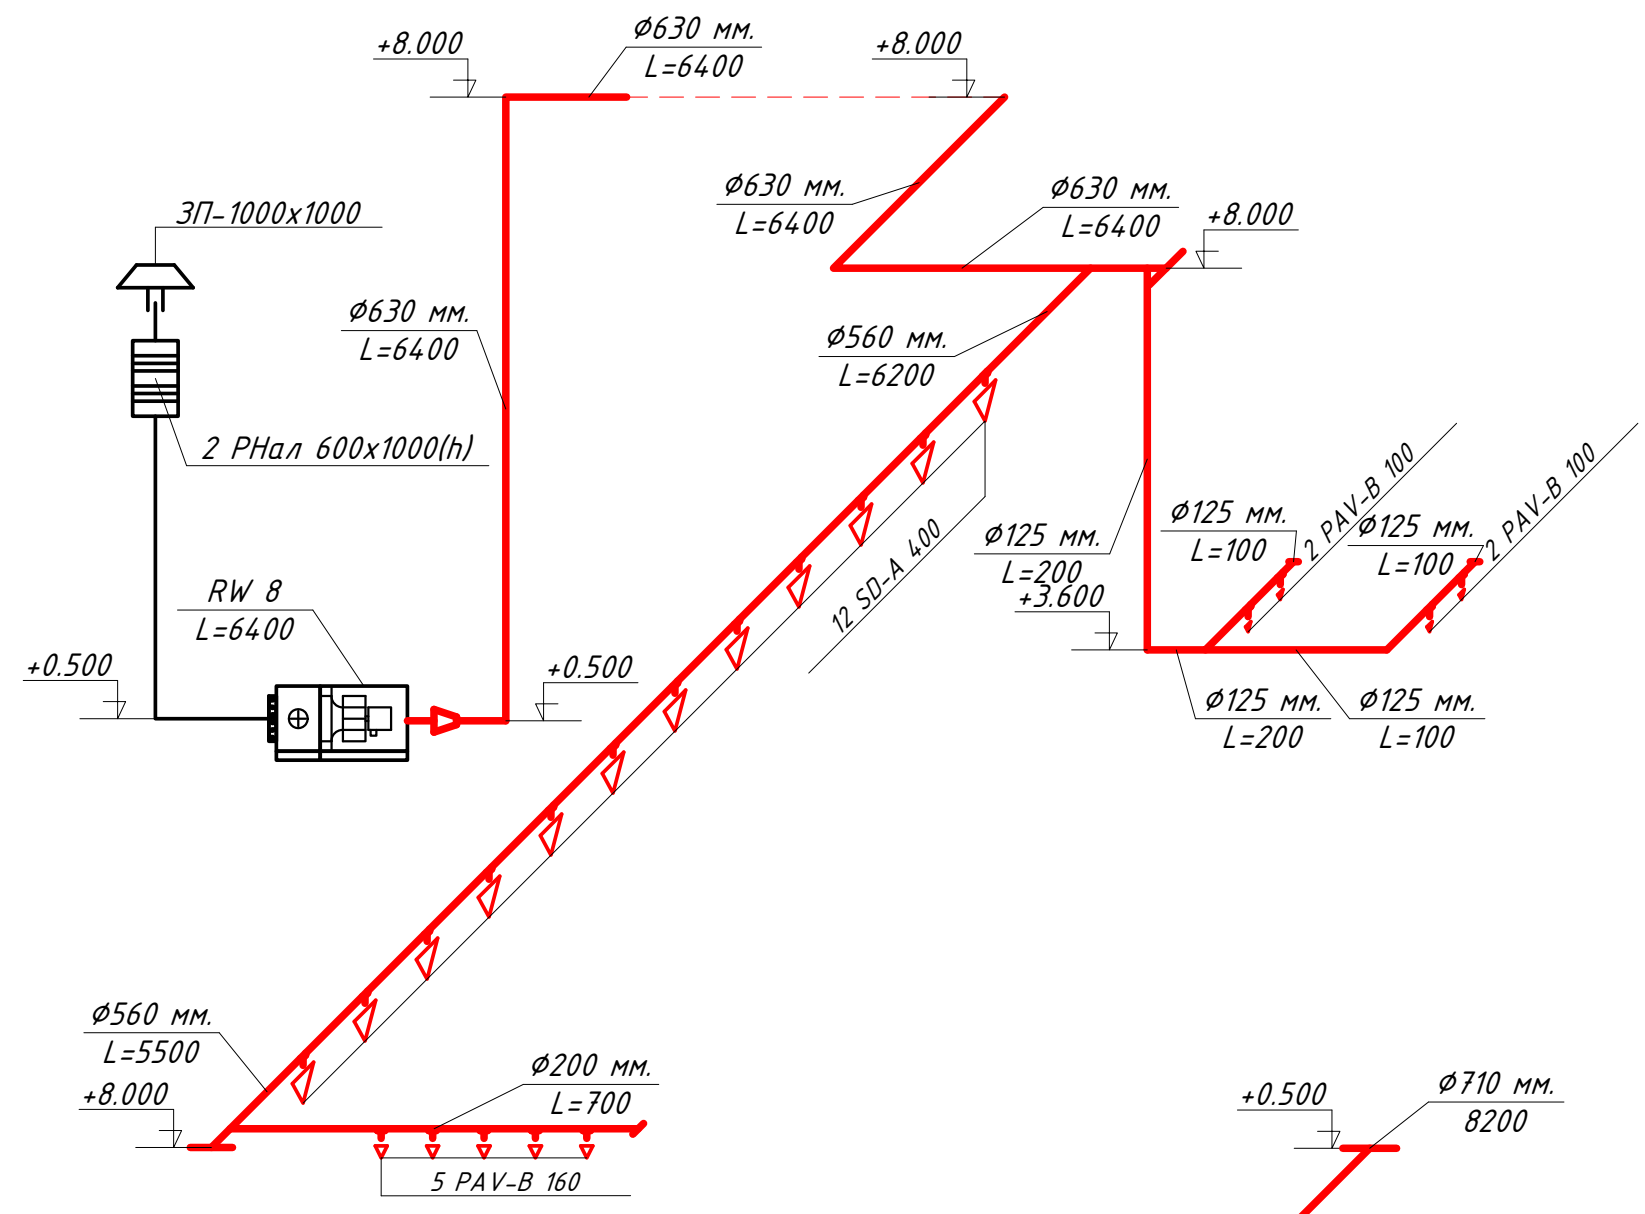 +8.000
Ø630 мм.
L=6400
+8.000
Ø630 мм.
L=6400
Ø630 мм.
L=6400
+8.000
ЗП-1000х1000
Ø630 мм.
L=6400
Ø560 мм.
L=6200
2 РНал 600х1000(h)
12 SD-A 400
Ø125 мм.
L=200
+3.600
Ø125 мм.
L=100
2 PAV-B 100
Ø125 мм.
L=100
2 PAV-B 100
RW 8
L=6400
+0.500
+0.500
Ø125 мм.
L=200
Ø125 мм.
L=100
Ø560 мм.
L=5500
+8.000
Ø200 мм.
L=700
5 PAV-B 160
+0.500
Ø710 мм.
8200